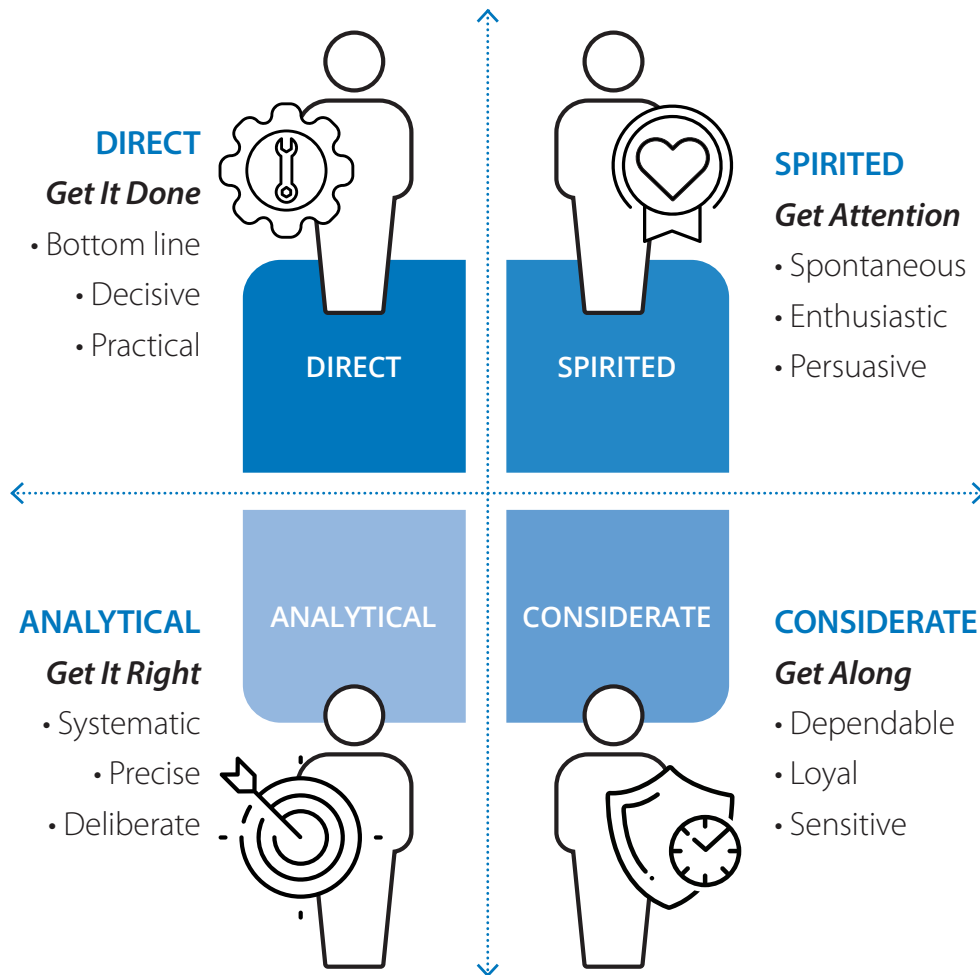 DIRECT
Get It Done
• Bottom line
• Decisive
• Practical
DIRECT
SPIRITED
SPIRITED
Get Attention
• Spontaneous
• Enthusiastic
• Persuasive
ANALYTICAL
Get It Right
• Systematic
• Precise
• Deliberate
ANALYTICAL
CONSIDERATE
CONSIDERATE
Get Along
• Dependable
• Loyal
• Sensitive